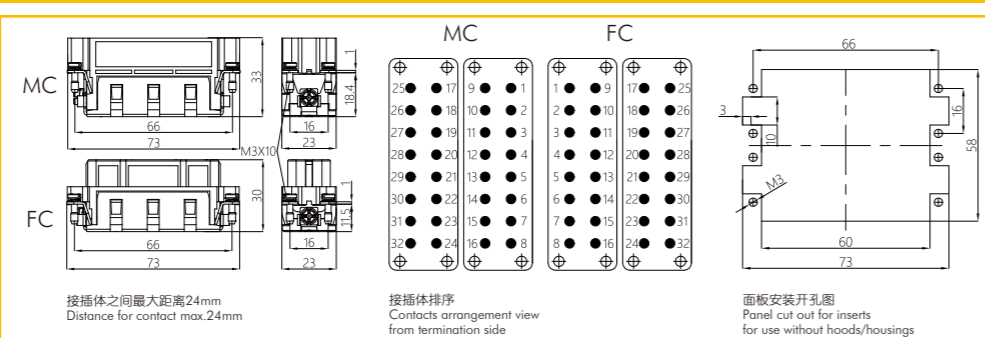 MC
33
1
18.4
66
73
16
23
M3X10
FC
30
1
11.5
66
73
16
23
接插体之间最大距离24mm
Distance for contact max.24mm
MC FC
25 17 9 1 1 9 17 25
26 18 10 2 2 10 18 26
27 19 11 3 3 11 19 27
28 20 12 4 4 12 20 28
29 21 13 5 5 13 21 29
30 22 14 6 6 14 22 30
31 23 15 7 7 15 23 31
32 24 16 8 8 16 24 32
接插体排序
Contacts arrangement view
from termination side
66
3
10
16
58
M3
60
73
面板安装开孔图
Panel cut out for inserts
for use without hoods/housings